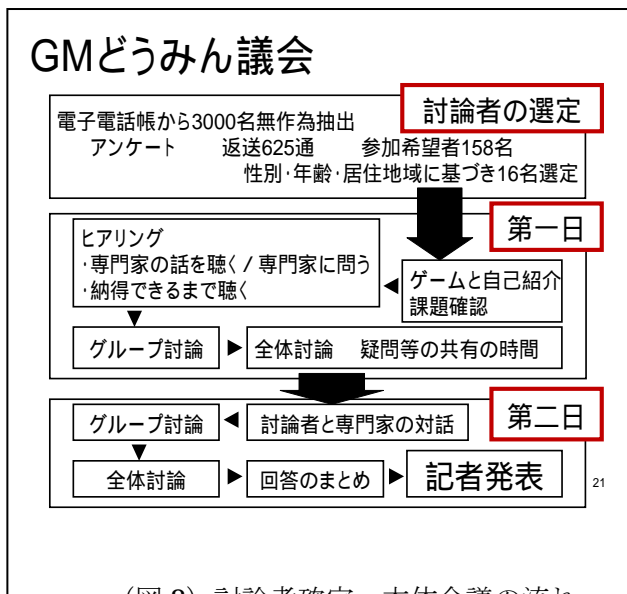 GMどうみん議会
討論者の選定
電子電話帳から3000名無作為抽出
アンケート 返送625通 参加希望者158名
性別・年齢・居住地域に基づき16名選定
第一日
ヒアリング
・専門家の話を聴く / 専門家に問う
・納得できるまで聴く
ゲームと自己紹介
課題確認
グループ討論
全体討論 疑問等の共有の時間
第二日
グループ討論
討論者と専門家の対話
全体討論
回答のまとめ
記者発表
21